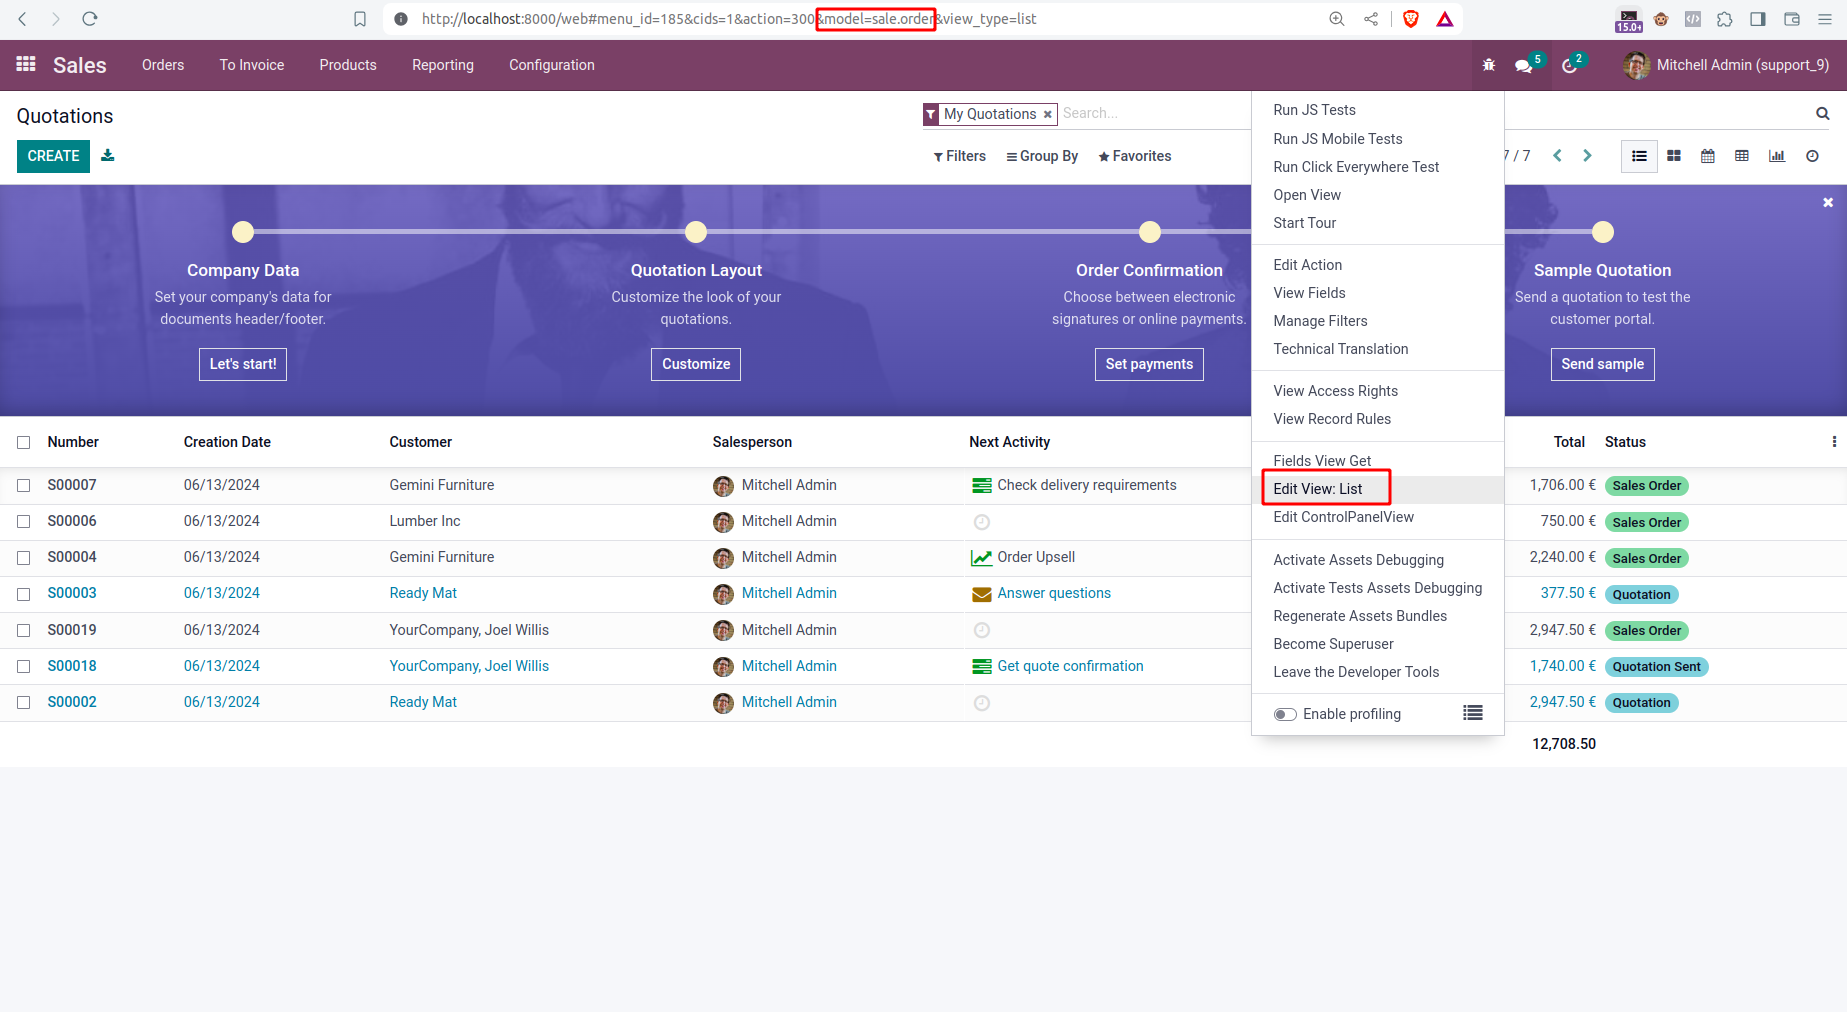 http://localhost:8000/web#menu_id=185&cids=1&action=300&model=sale.order&view_type=list
15.0+
Sales
Orders
To Invoice
Products
Reporting
Configuration
5
2
Mitchell Admin (support_9)
Quotations
My Quotations ×
Search...
CREATE
Filters
Group By
Favorites
7 / 7
Run JS Tests
Run JS Mobile Tests
Run Click Everywhere Test
Open View
Start Tour
Edit Action
View Fields
Manage Filters
Technical Translation
View Access Rights
View Record Rules
Fields View Get
Edit View: List
Edit ControlPanelView
Activate Assets Debugging
Activate Tests Assets Debugging
Regenerate Assets Bundles
Become Superuser
Leave the Developer Tools
Enable profiling
Company Data
Set your company's data for
documents header/footer.
Let's start!
Quotation Layout
Customize the look of your
quotations.
Customize
Order Confirmation
Choose between electronic
signatures or online payments.
Set payments
Sample Quotation
Send a quotation to test the
customer portal.
Send sample
Number Creation Date Customer Salesperson Next Activity Total Status
S00007 06/13/2024 Gemini Furniture Mitchell Admin Check delivery requirements 1,706.00 € Sales Order
S00006 06/13/2024 Lumber Inc Mitchell Admin 750.00 € Sales Order
S00004 06/13/2024 Gemini Furniture Mitchell Admin Order Upsell 2,240.00 € Sales Order
S00003 06/13/2024 Ready Mat Mitchell Admin Answer questions 377.50 € Quotation
S00019 06/13/2024 YourCompany, Joel Willis Mitchell Admin 2,947.50 € Sales Order
S00018 06/13/2024 YourCompany, Joel Willis Mitchell Admin Get quote confirmation 1,740.00 € Quotation Sent
S00002 06/13/2024 Ready Mat Mitchell Admin 2,947.50 € Quotation
12,708.50